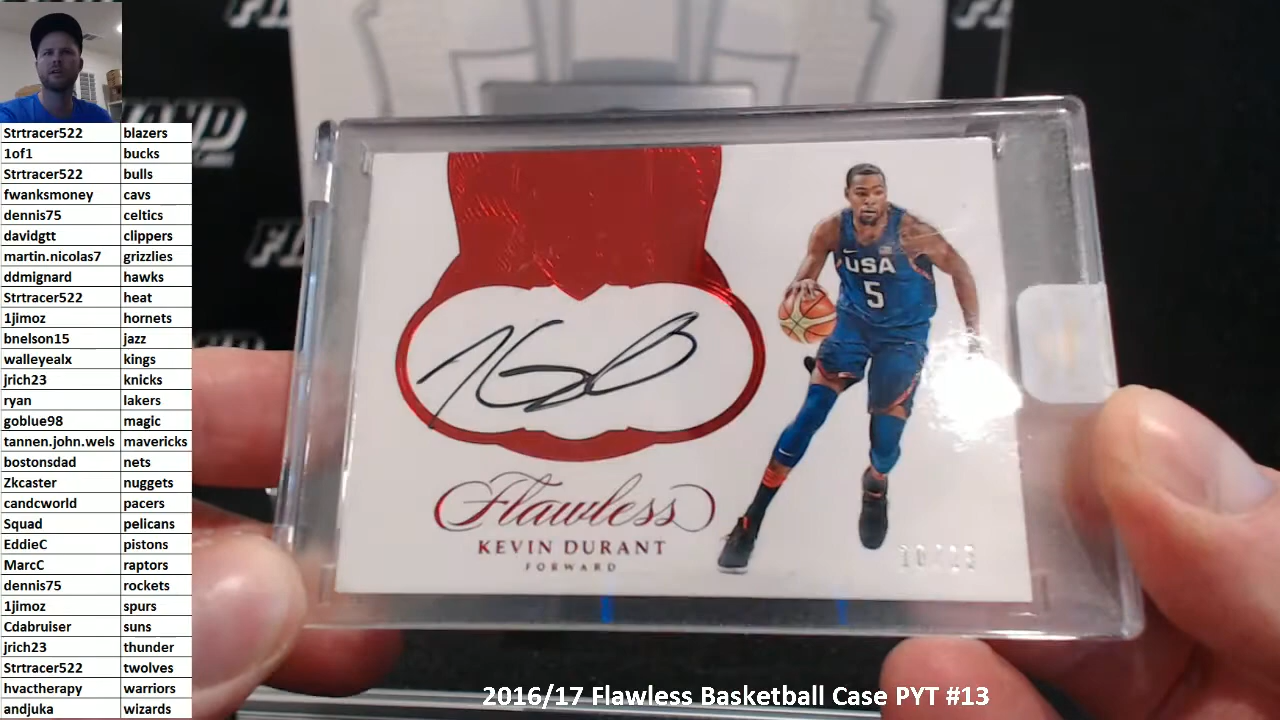 Strtracer522 blazers
1of1 bucks
Strtracer522 bulls
fwanksmoney cavs
dennis75 celtics
davidgtt clippers
martin.nicolas7 grizzlies
ddmignard hawks
Strtracer522 heat
1jimoz hornets
bnelson15 jazz
walleyealx kings
jrich23 knicks
ryan lakers
goblue98 magic
tannen.john.wels mavericks
bostonsdad nets
Zkcaster nuggets
candcworld pacers
Squad pelicans
EddieC pistons
MarcC raptors
dennis75 rockets
1jimoz spurs
Cdabruiser suns
jrich23 thunder
Strtracer522 twolves
hvactherapy warriors
andjuka wizards
USA
5
Flawless
KEVIN DURANT
FORWARD
2016/17 Flawless Basketball Case PYT #13